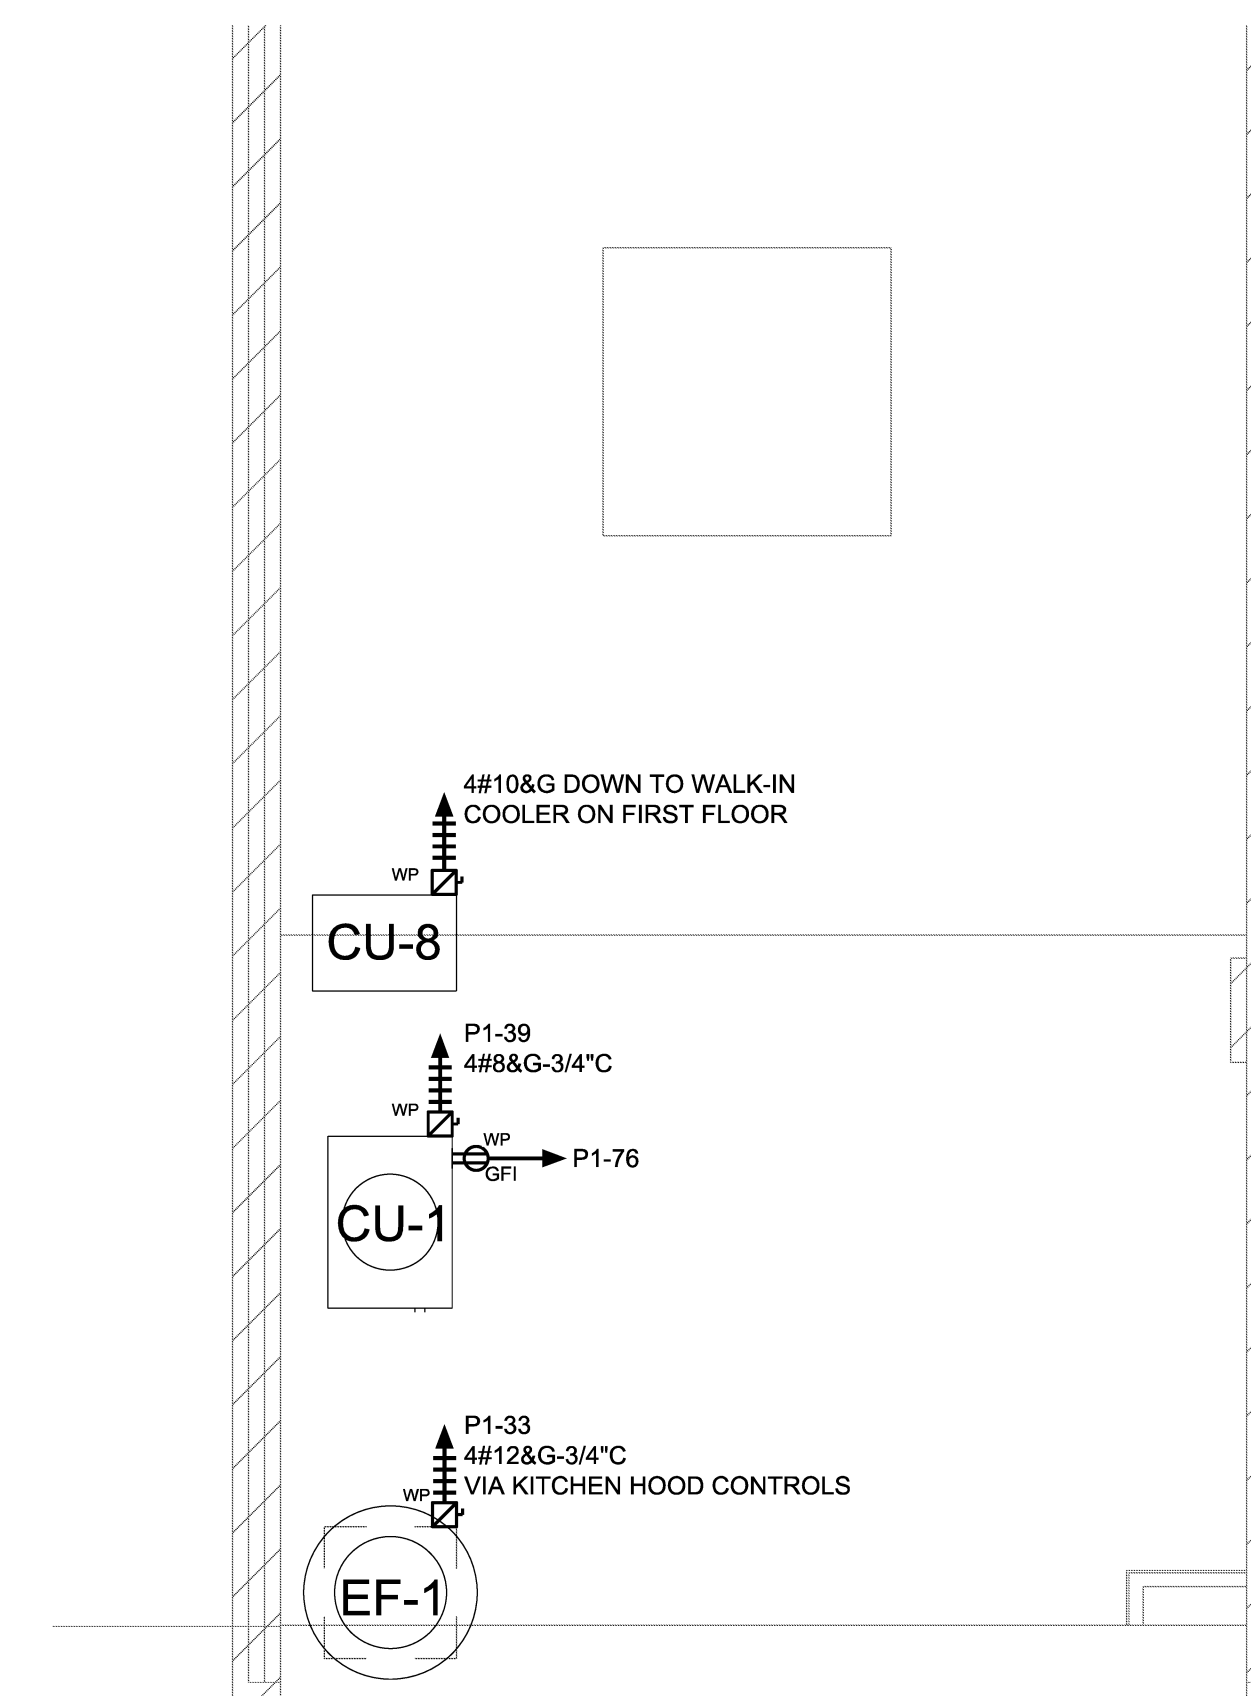 4#10&G DOWN TO WALK-IN
COOLER ON FIRST FLOOR
WP
CU-8
P1-39
4#8&G-3/4"C
WP
WP
GFI
P1-76
CU-1
P1-33
4#12&G-3/4"C
VIA KITCHEN HOOD CONTROLS
WP
EF-1